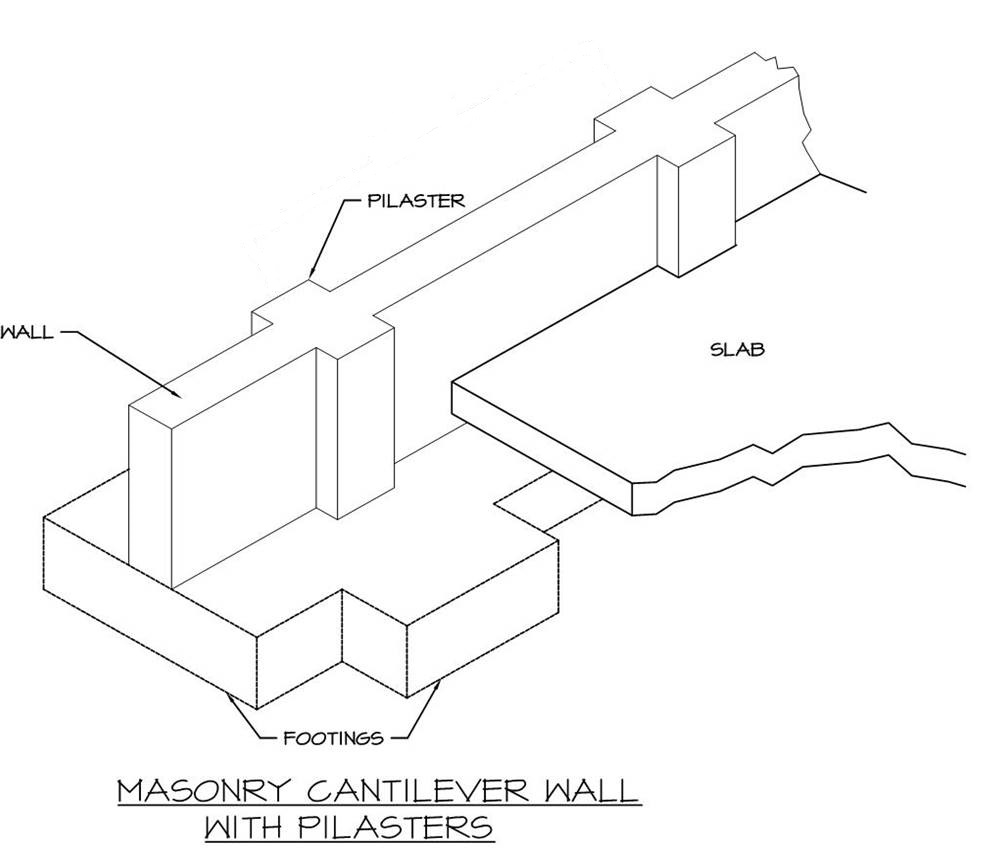 PILASTER
WALL
SLAB
FOOTINGS
MASONRY CANTILEVER WALL
WITH PILASTERS